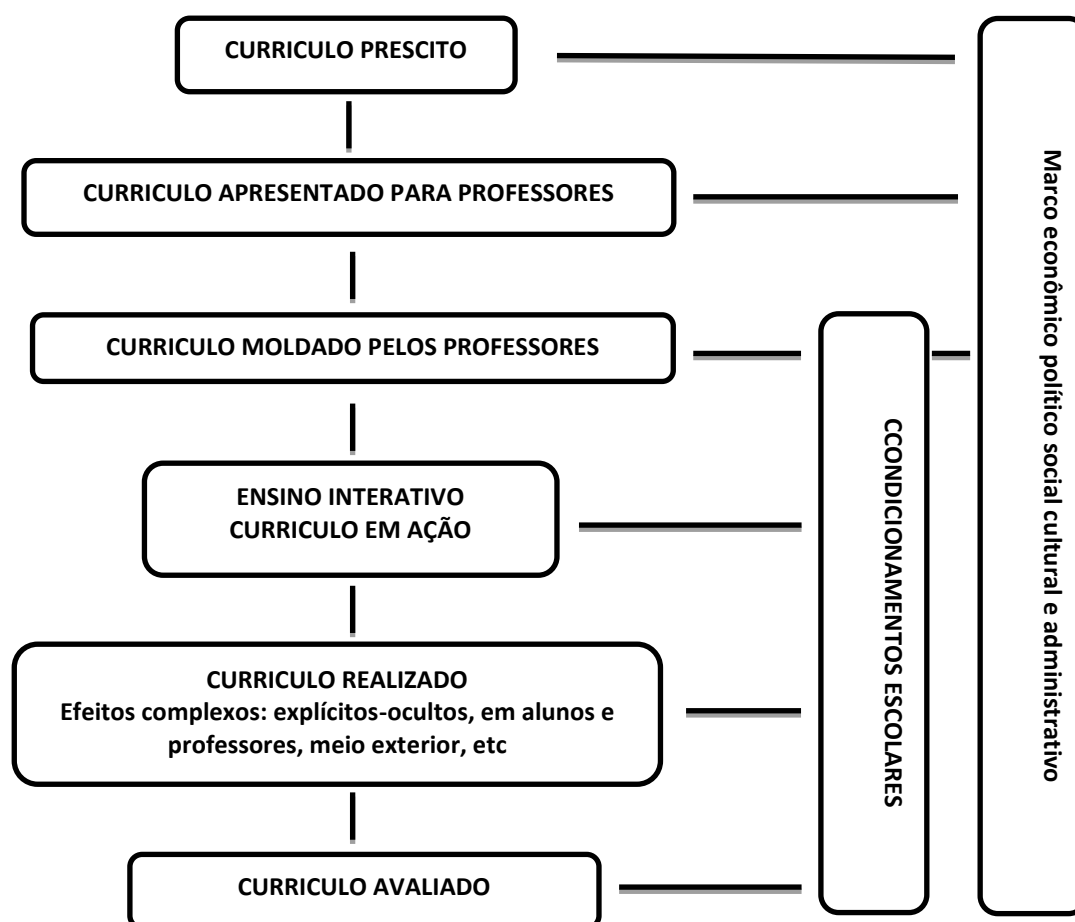 CURRICULO PRESCITO
CURRICULO APRESENTADO PARA PROFESSORES
CURRICULO MOLDADO PELOS PROFESSORES
ENSINO INTERATIVO
CURRICULO EM AÇÃO
CURRICULO REALIZADO
Efeitos complexos: explícitos-ocultos, em alunos e
professores, meio exterior, etc
CURRICULO AVALIADO
CCONDICIONAMENTOS ESCOLARES
Marco econômico político social cultural e administrativo